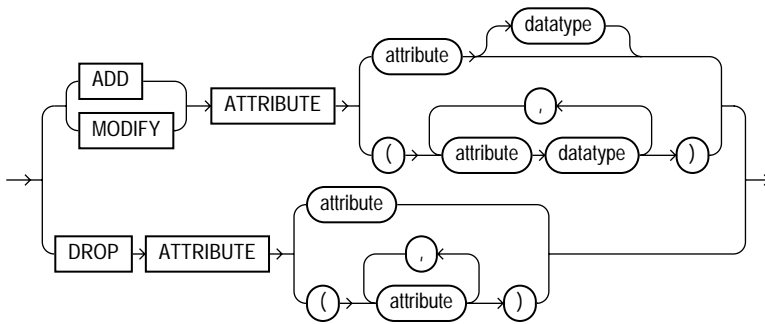 datatype
ADD
attribute
ATTRIBUTE
MODIFY
,
( attribute datatype )
attribute
DROP ATTRIBUTE
,
( attribute )